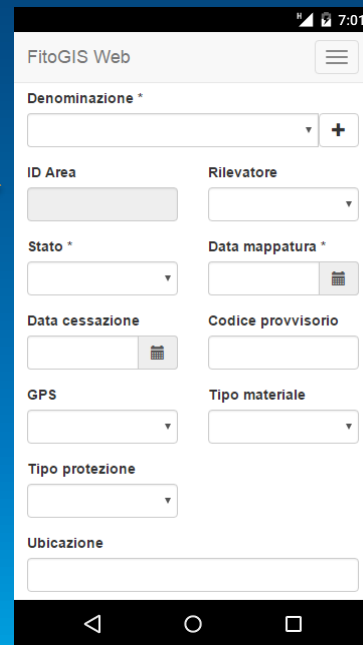 H 7:01
FitoGIS Web
Denominazione *
ID Area Rilevatore
Stato * Data mappatura *
Data cessazione Codice provvisorio
GPS Tipo materiale
Tipo protezione
Ubicazione